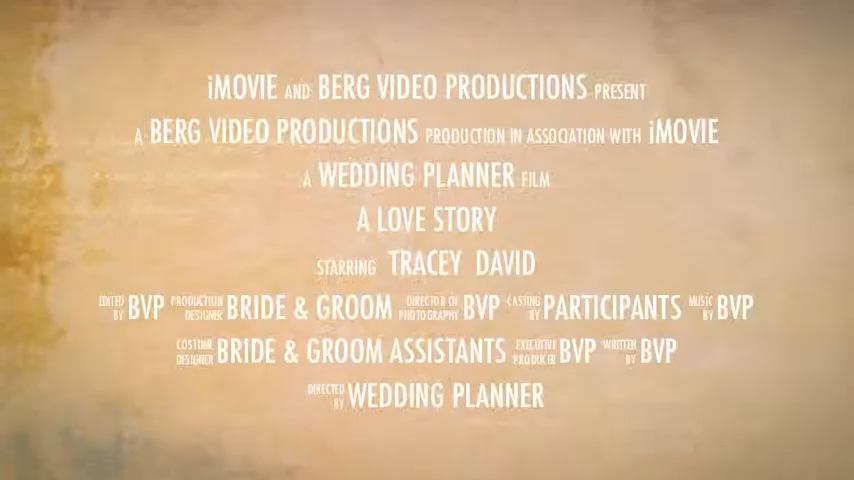 iMOVIE AND BERG VIDEO PRODUCTIONS PRESENT
A BERG VIDEO PRODUCTIONS PRODUCTION IN ASSOCIATION WITH iMOVIE
A WEDDING PLANNER FILM
A LOVE STORY
STARRING TRACEY DAVID
EDITED BY BVP PRODUCTION DESIGNER BRIDE & GROOM DIRECTOR OF PHOTOGRAPHY BVP CASTING BY PARTICIPANTS MUSIC BY BVP
COSTUME DESIGNER BRIDE & GROOM ASSISTANTS EXECUTIVE PRODUCER BVP WRITTEN BY BVP
DIRECTED BY WEDDING PLANNER